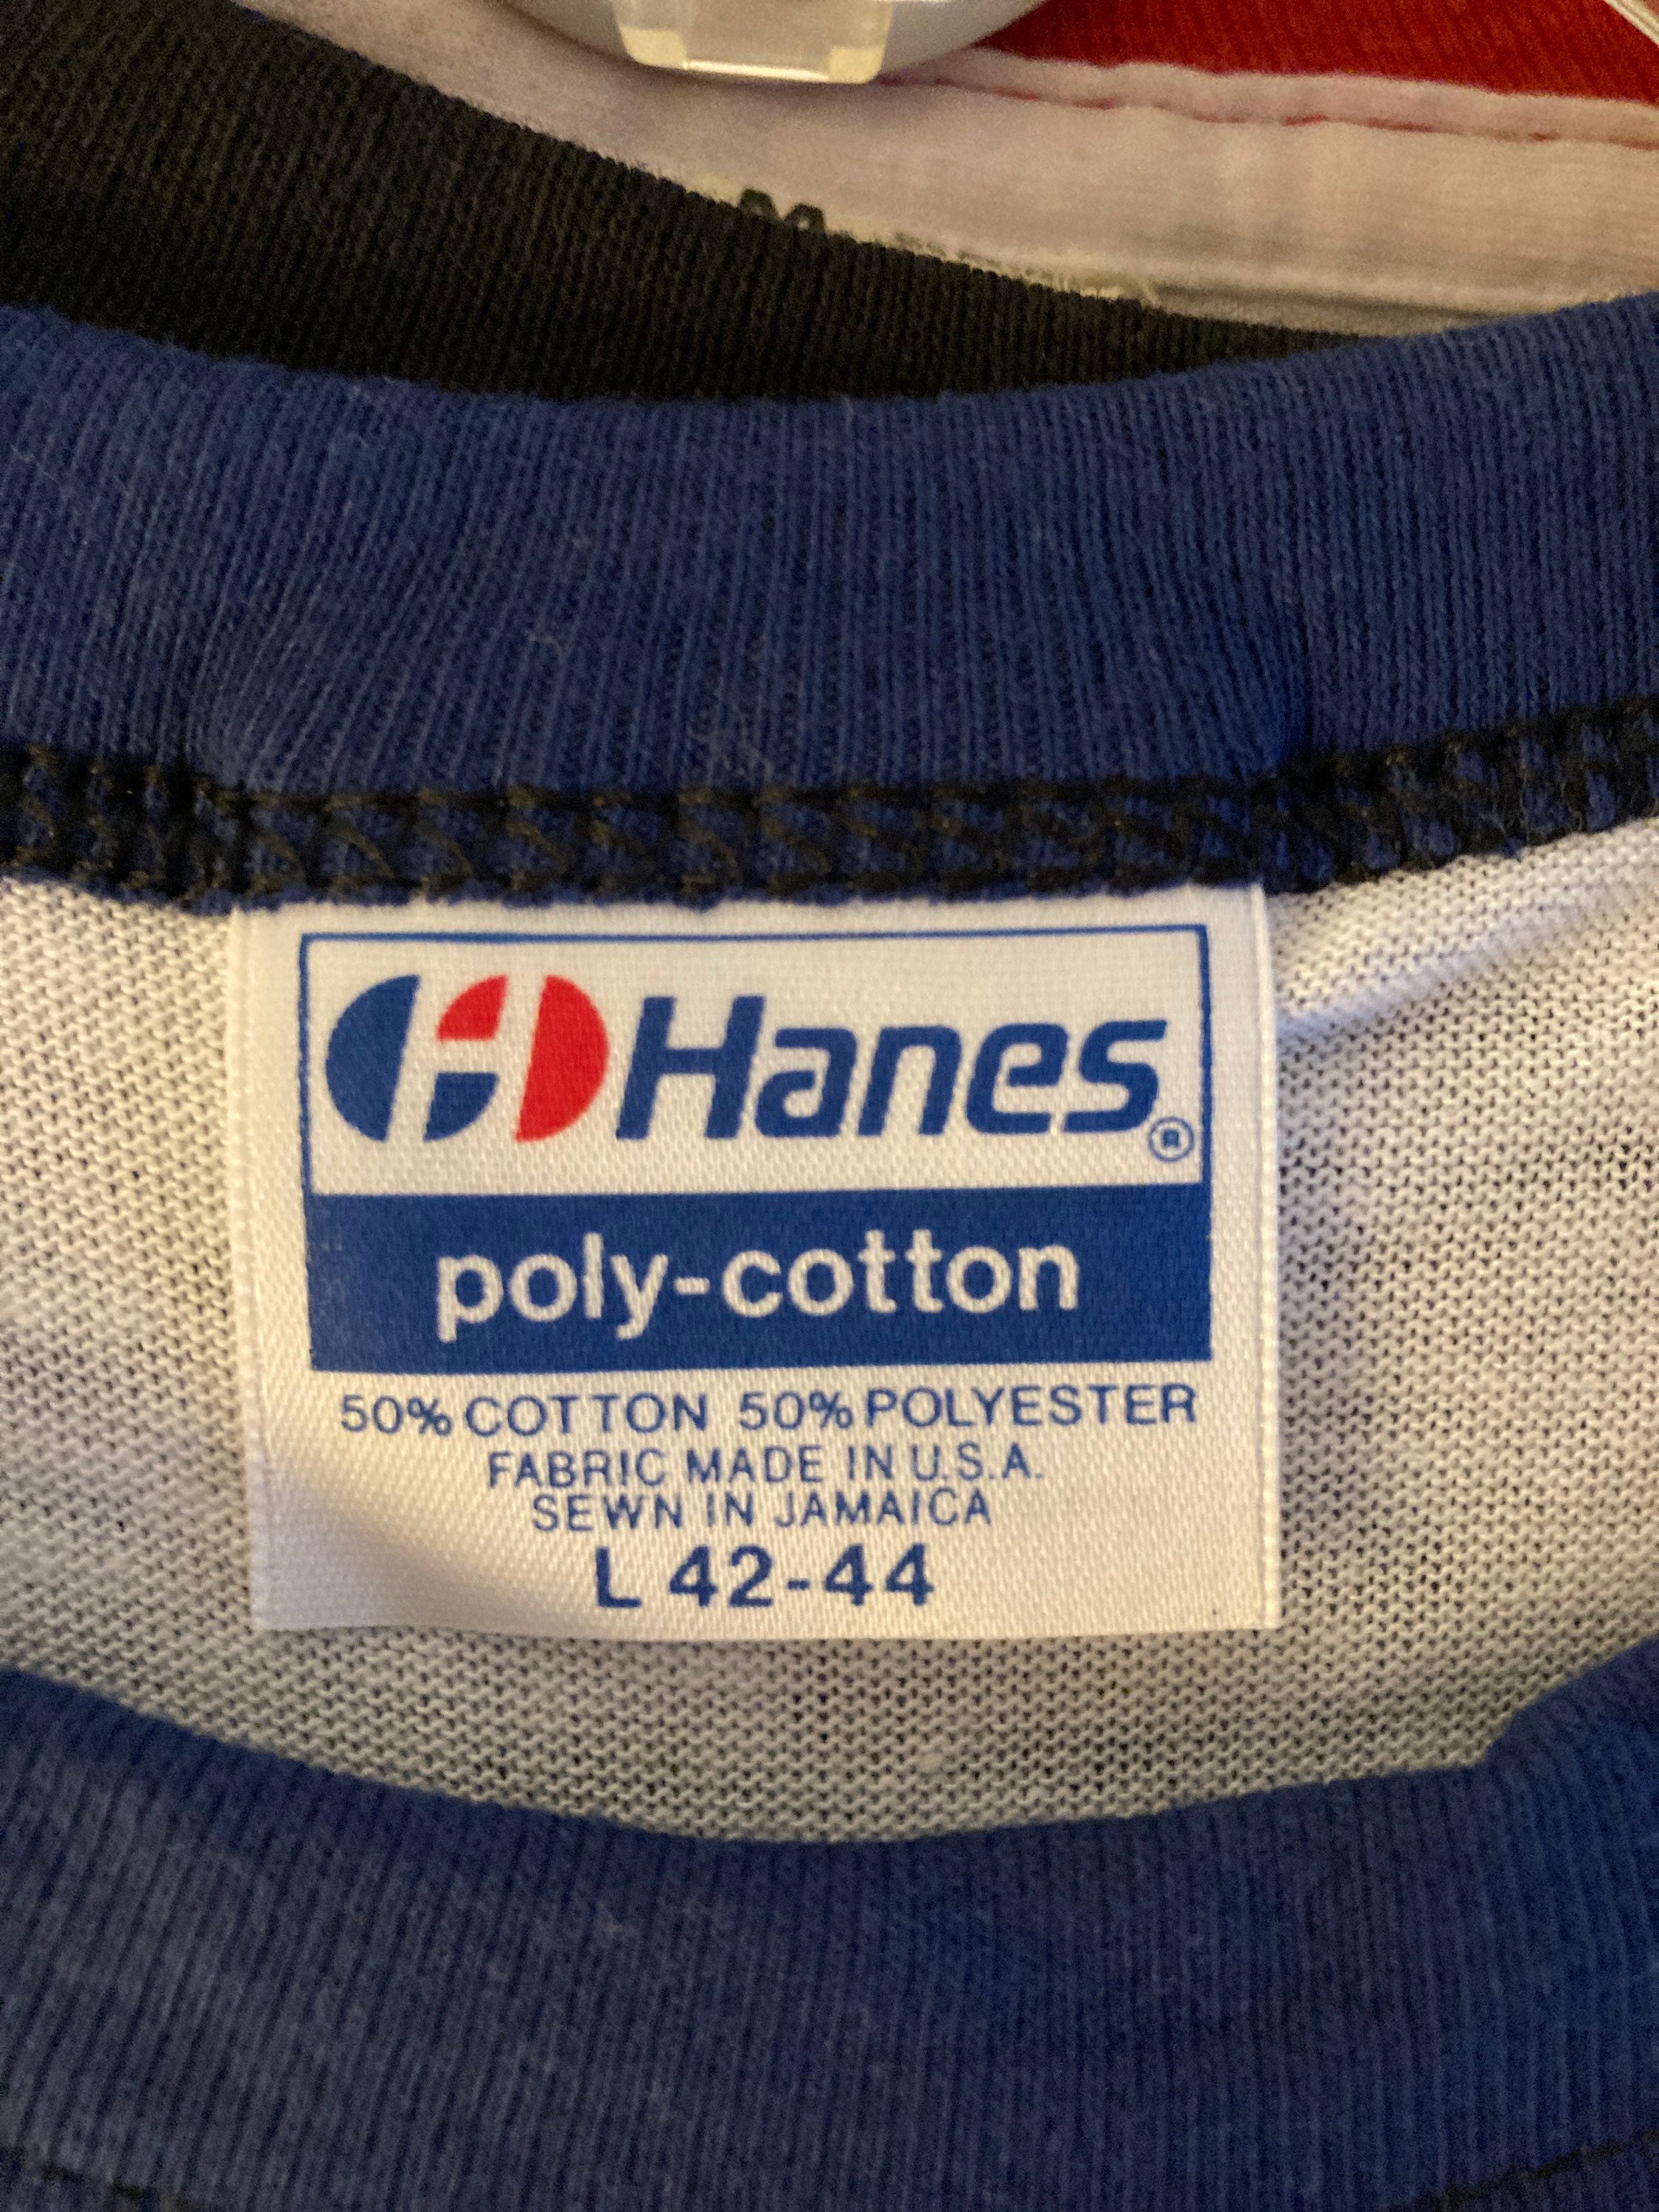 Hanes®
poly-cotton
50% COTTON 50% POLYESTER
FABRIC MADE IN U.S.A.
SEWN IN JAMAICA
L 42-44